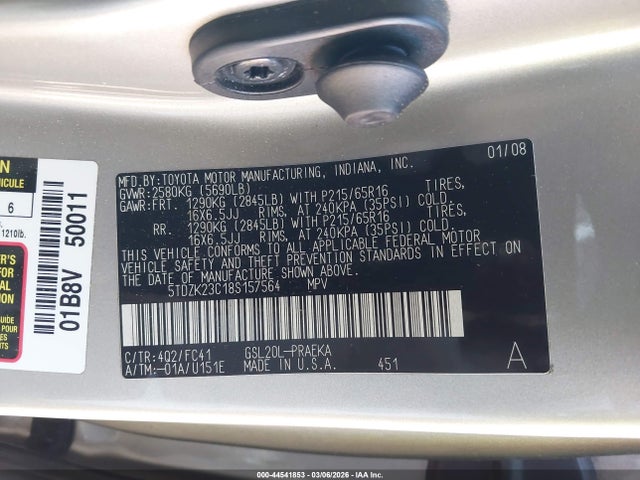 MFD.BY: TOYOTA MOTOR MANUFACTURING, INDIANA, INC. 01/08
GVWR: 2580KG (5690LB)
GAWR: FRT. 1290KG (2845LB) WITH P215/65R16 TIRES,
16X6.5JJ RIMS, AT 240KPA (35PSI) COLD.
RR. 1290KG (2845LB) WITH P215/65R16 TIRES,
16X6.5JJ RIMS, AT 240KPA (35PSI) COLD.
THIS VEHICLE CONFORMS TO ALL APPLICABLE FEDERAL MOTOR
VEHICLE SAFETY AND THEFT PREVENTION STANDARDS IN EFFECT ON
THE DATE OF MANUFACTURE SHOWN ABOVE.
5TDZK23C18S157564 MPV
C/TR: 4Q2/FC41 GSL20L-PRAEKA
A/TM:-01A/U151E MADE IN U.S.A. 451 A
N
VEHICULE
6
1210lb.
01B8V 50011
000-44541853 | 03/06/2026 | IAA Inc.